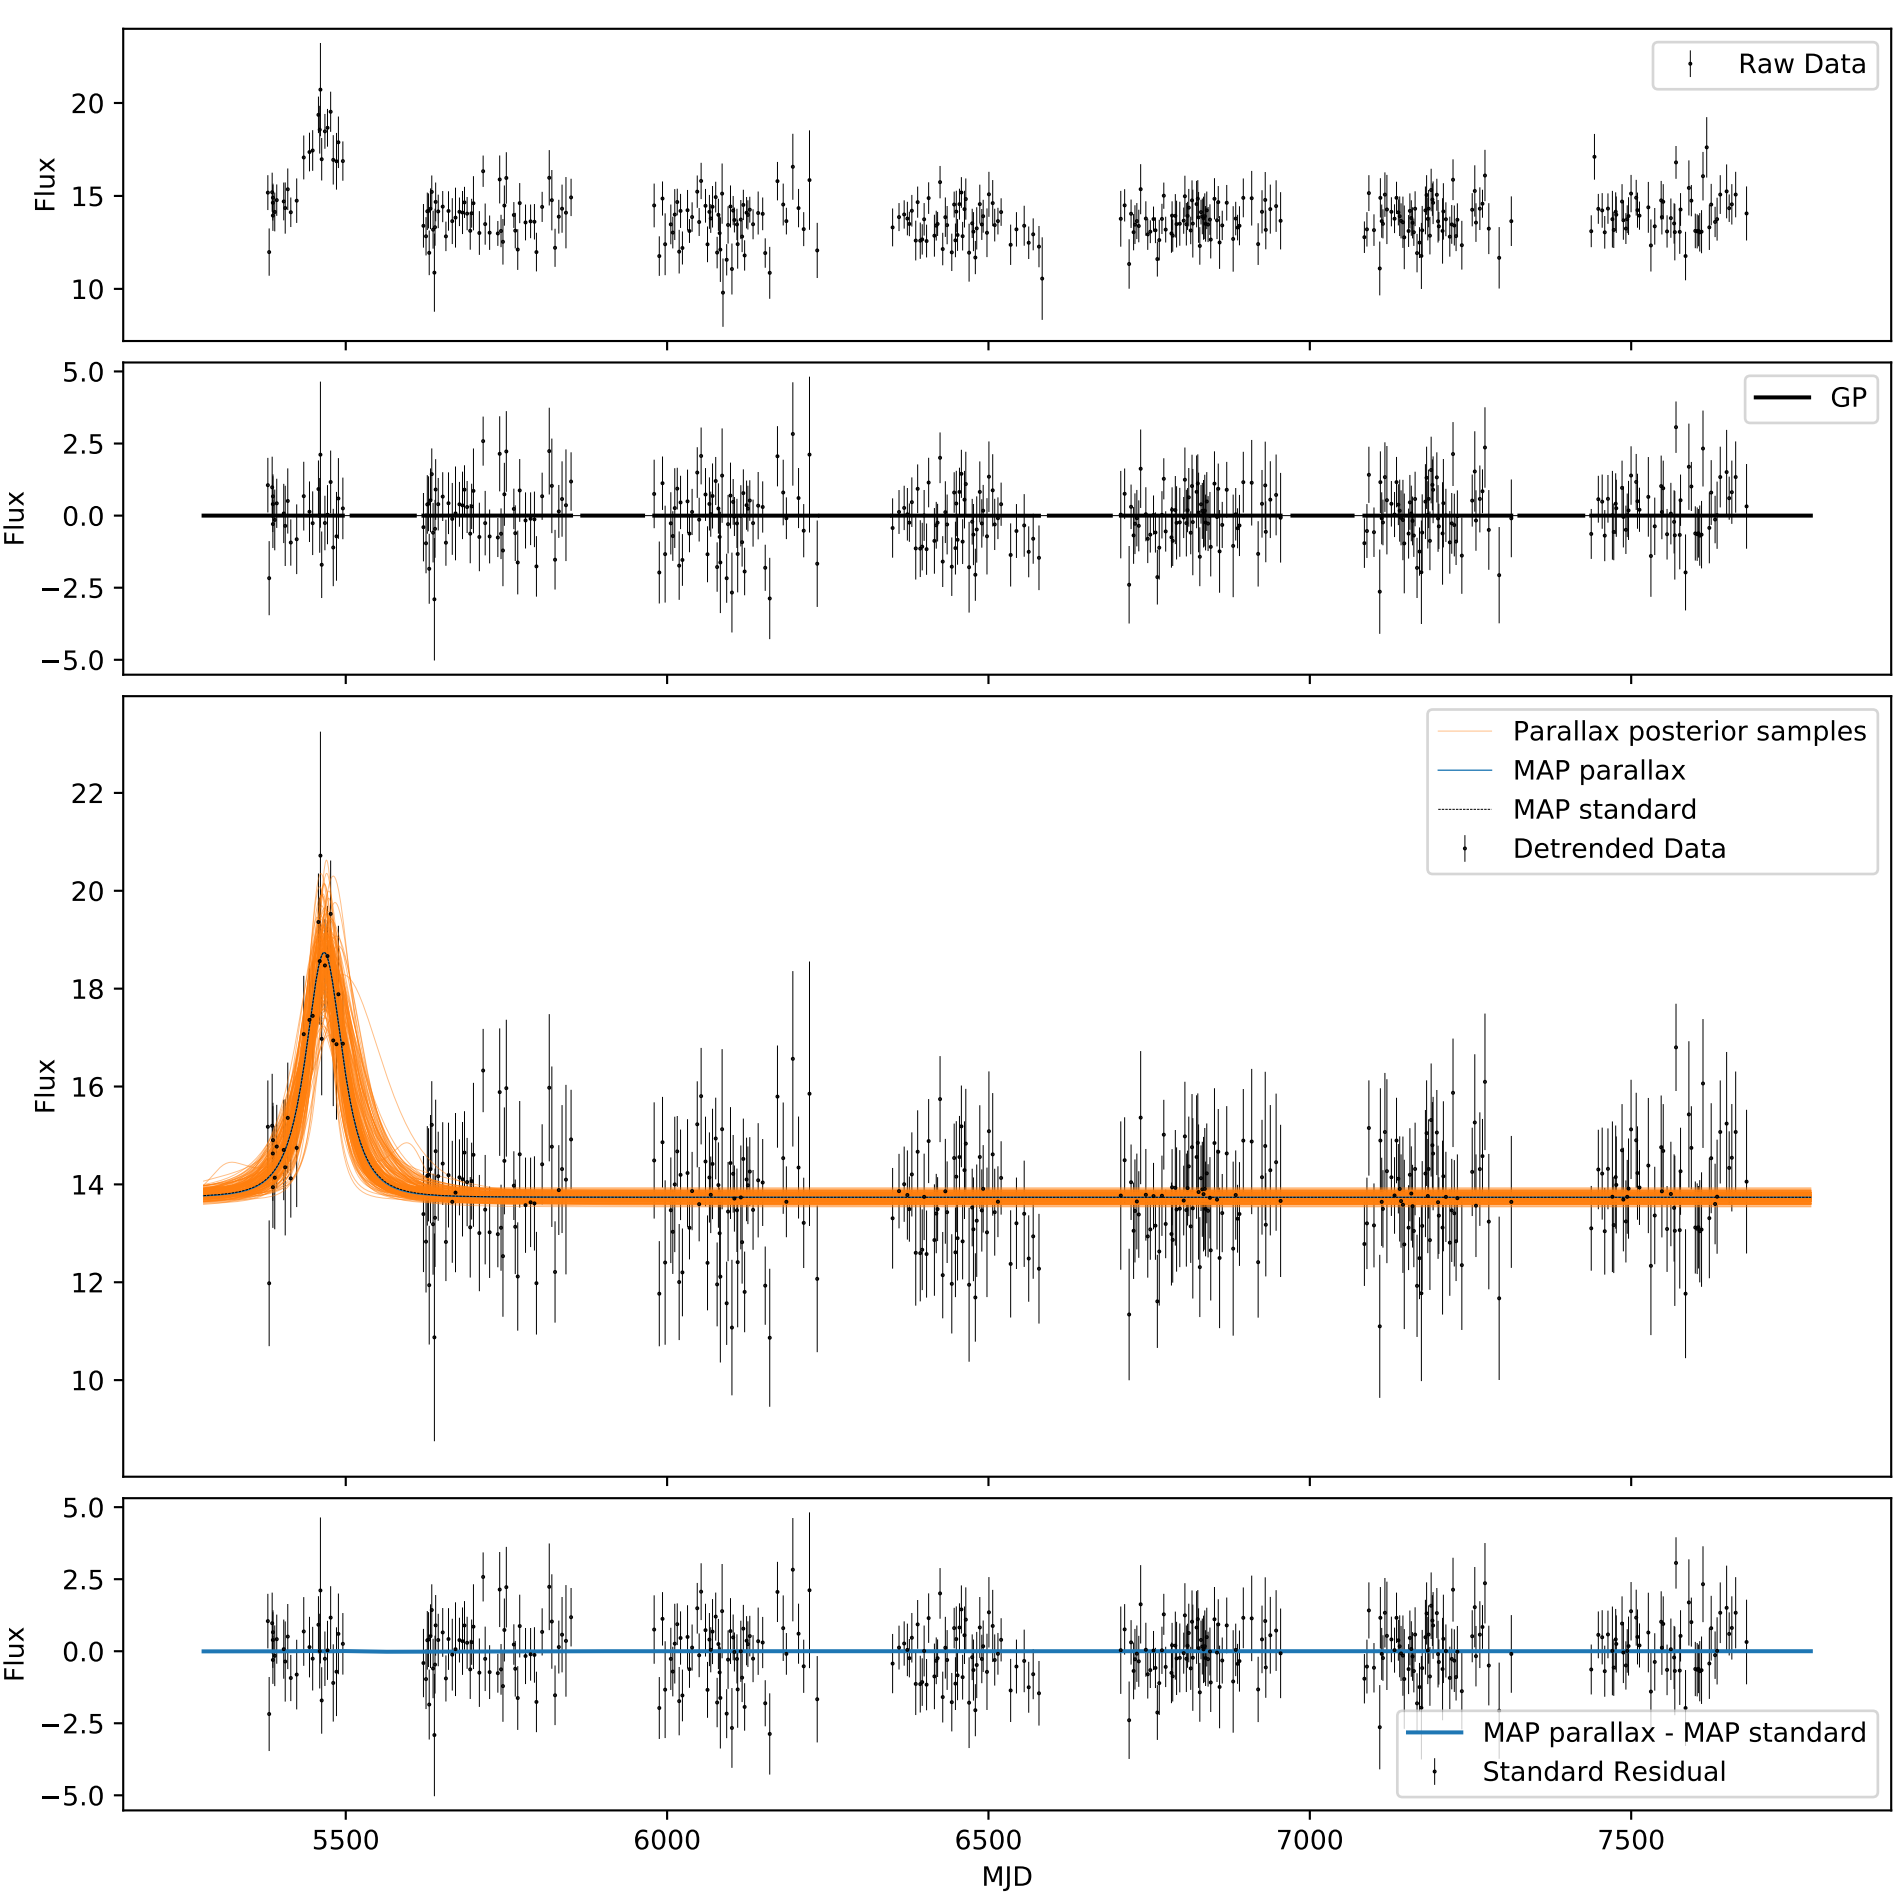 Raw Data
20
15
10
Flux
GP
5.0
2.5
0.0
−2.5
−5.0
Flux
Parallax posterior samples
MAP parallax
MAP standard
Detrended Data
22
20
18
16
14
12
10
Flux
5.0
2.5
0.0
−2.5
−5.0
Flux
MAP parallax - MAP standard
Standard Residual
5500 6000 6500 7000 7500
MJD